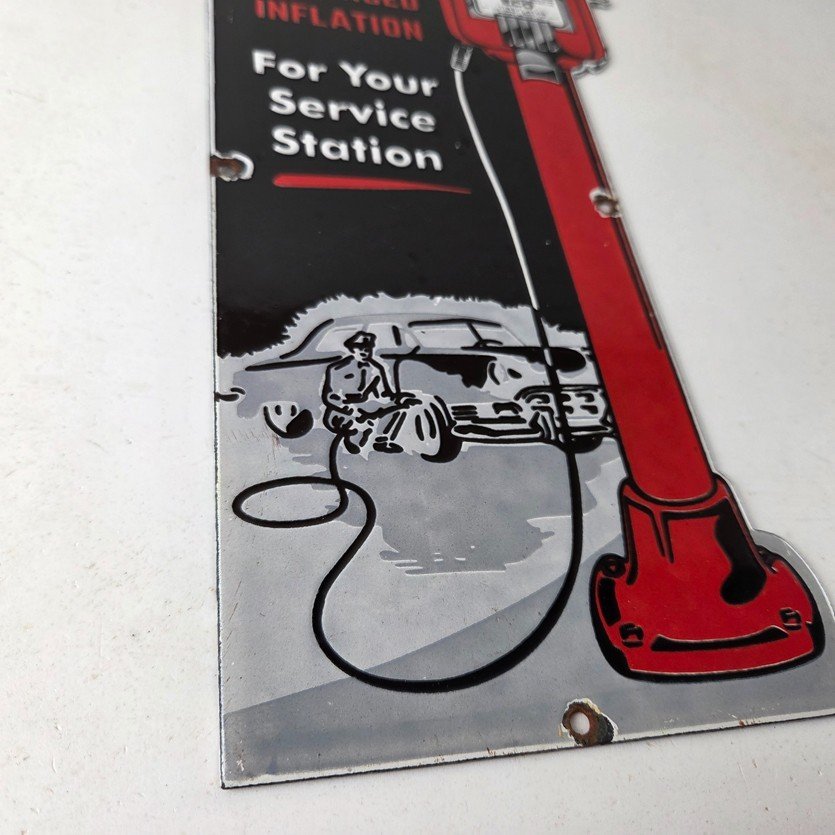 INFLATION
For Your
Service
Station